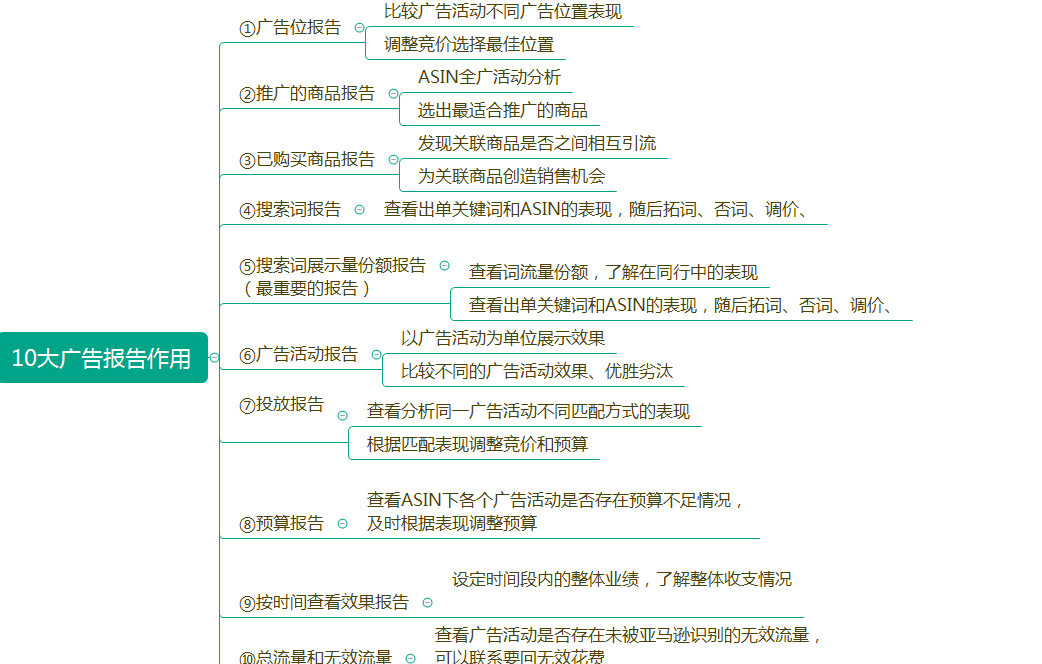 10大广告报告作用
①广告位报告
比较广告活动不同广告位置表现
调整竞价选择最佳位置
②推广的商品报告
ASIN全广活动分析
选出最适合推广的商品
③已购买商品报告
发现关联商品是否之间相互引流
为关联商品创造销售机会
④搜索词报告
查看出单关键词和ASIN的表现，随后拓词、否词、调价、
⑤搜索词展示量份额报告
（最重要的报告）
查看词流量份额，了解在同行中的表现
查看出单关键词和ASIN的表现，随后拓词、否词、调价、
⑥广告活动报告
以广告活动为单位展示效果
比较不同的广告活动效果、优胜劣汰
⑦投放报告
查看分析同一广告活动不同匹配方式的表现
根据匹配表现调整竞价和预算
⑧预算报告
查看ASIN下各个广告活动是否存在预算不足情况，
及时根据表现调整预算
⑨按时间查看效果报告
设定时间段内的整体业绩，了解整体收支情况
⑩总流量和无效流量
查看广告活动是否存在未被亚马逊识别的无效流量，
可以联系要回无效花费